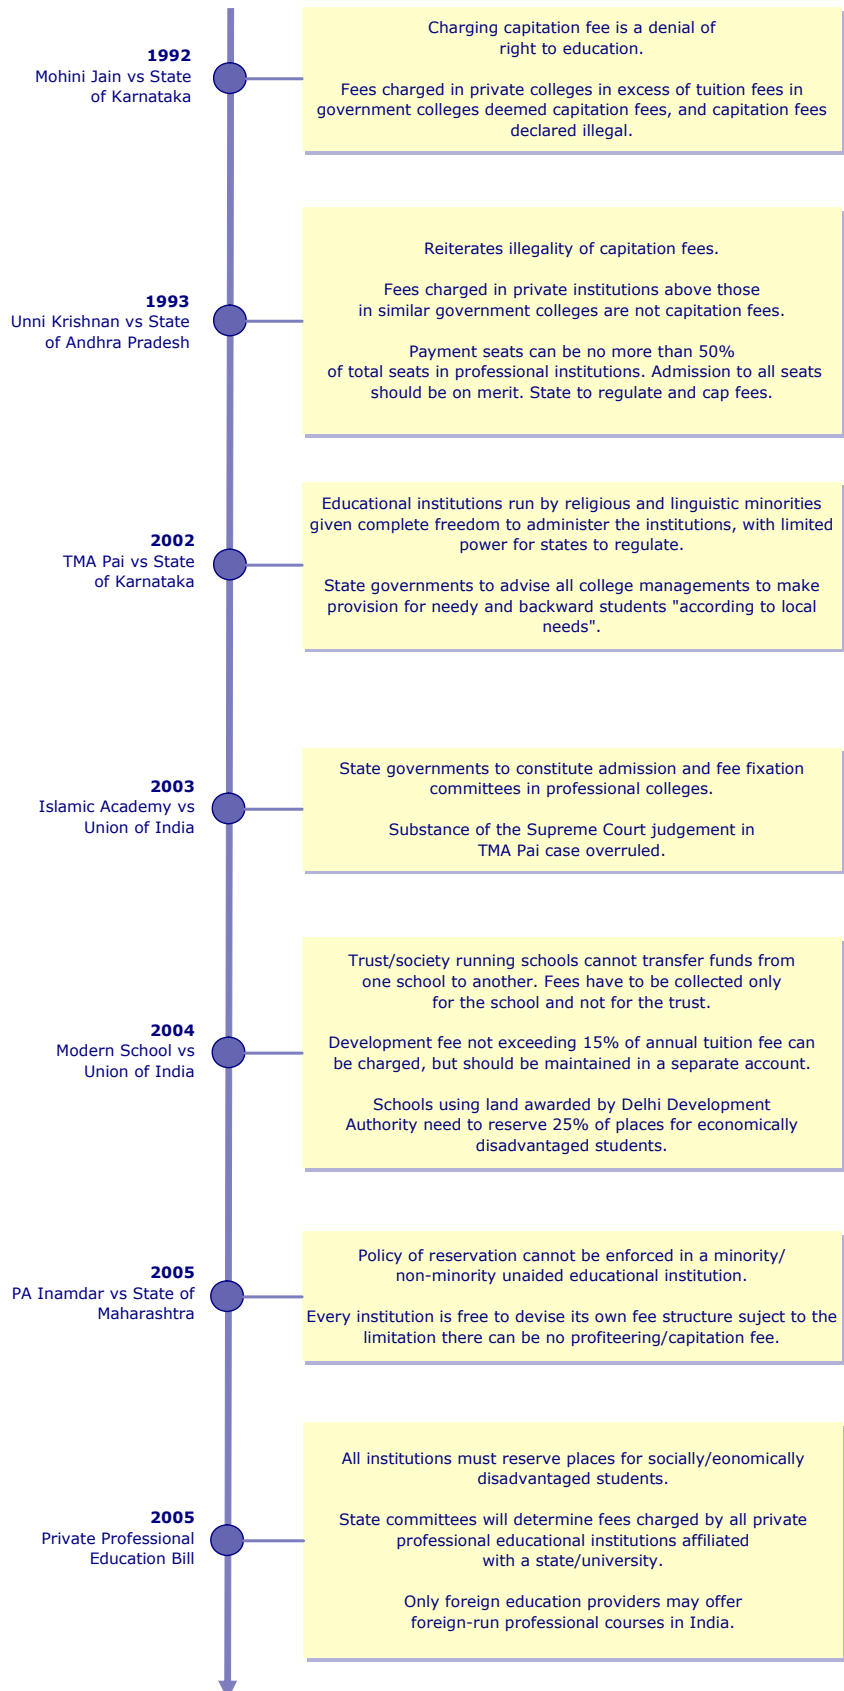 1992
Mohini Jain vs State
of Karnataka
Charging capitation fee is a denial of
right to education.
Fees charged in private colleges in excess of tuition fees in
government colleges deemed capitation fees, and capitation fees
declared illegal.
1993
Unni Krishnan vs State
of Andhra Pradesh
Reiterates illegality of capitation fees.
Fees charged in private institutions above those
in similar government colleges are not capitation fees.
Payment seats can be no more than 50%
of total seats in professional institutions. Admission to all seats
should be on merit. State to regulate and cap fees.
2002
TMA Pai vs State
of Karnataka
Educational institutions run by religious and linguistic minorities
given complete freedom to administer the institutions, with limited
power for states to regulate.
State governments to advise all college managements to make
provision for needy and backward students "according to local
needs".
2003
Islamic Academy vs
Union of India
State governments to constitute admission and fee fixation
committees in professional colleges.
Substance of the Supreme Court judgement in
TMA Pai case overruled.
2004
Modern School vs
Union of India
Trust/society running schools cannot transfer funds from
one school to another. Fees have to be collected only
for the school and not for the trust.
Development fee not exceeding 15% of annual tuition fee can
be charged, but should be maintained in a separate account.
Schools using land awarded by Delhi Development
Authority need to reserve 25% of places for economically
disadvantaged students.
2005
PA Inamdar vs State of
Maharashtra
Policy of reservation cannot be enforced in a minority/
non-minority unaided educational institution.
Every institution is free to devise its own fee structure suject to the
limitation there can be no profiteering/capitation fee.
2005
Private Professional
Education Bill
All institutions must reserve places for socially/eonomically
disadvantaged students.
State committees will determine fees charged by all private
professional educational institutions affiliated
with a state/university.
Only foreign education providers may offer
foreign-run professional courses in India.